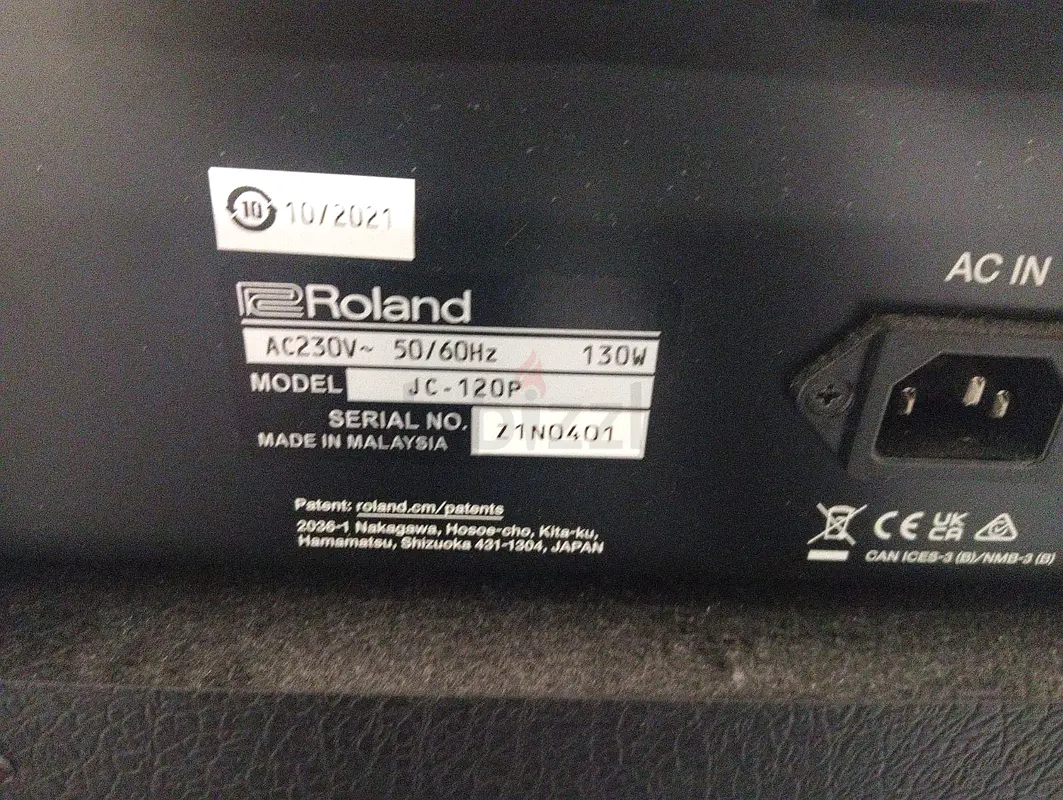 10 10/2021
Roland
AC230V~ 50/60Hz 130W
MODEL JC-120P
SERIAL NO. Z1N0401
MADE IN MALAYSIA
Patent: roland.cm/patents
2036-1 Nakagawa, Hosoe-cho, Kita-ku,
Hamamatsu, Shizuoka 431-1304, JAPAN
AC IN
CE UK CA
CAN ICES-3 (B)/NMB-3 (B)